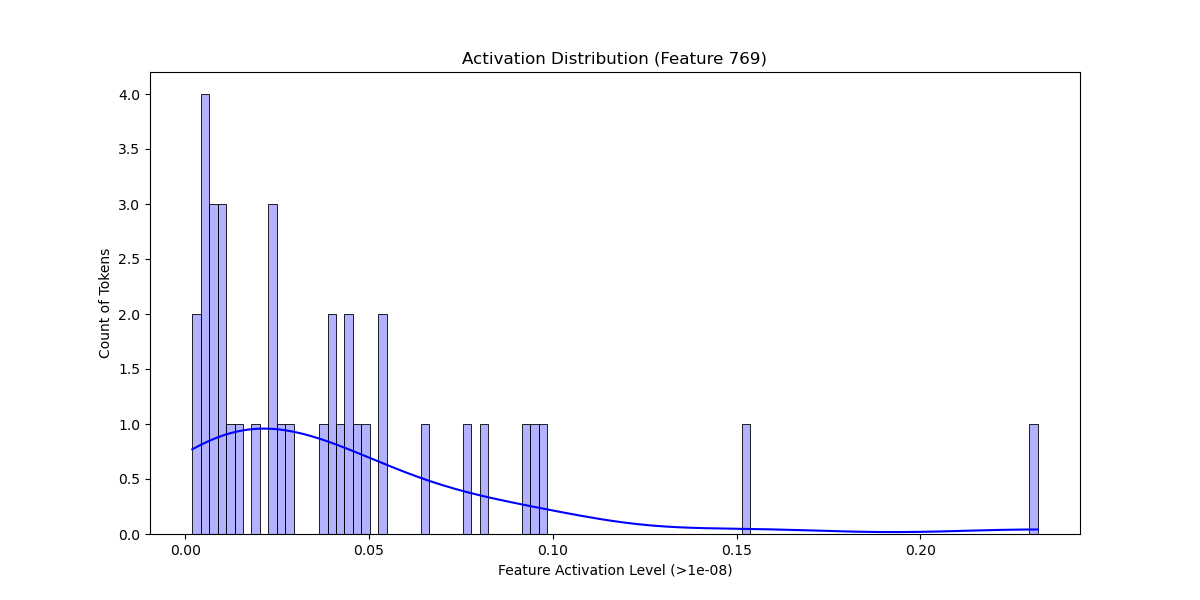 Activation Distribution (Feature 769)
4.0
3.5
3.0
2.5
2.0
1.5
1.0
0.5
0.0
Count of Tokens
0.00 0.05 0.10 0.15 0.20
Feature Activation Level (>1e-08)